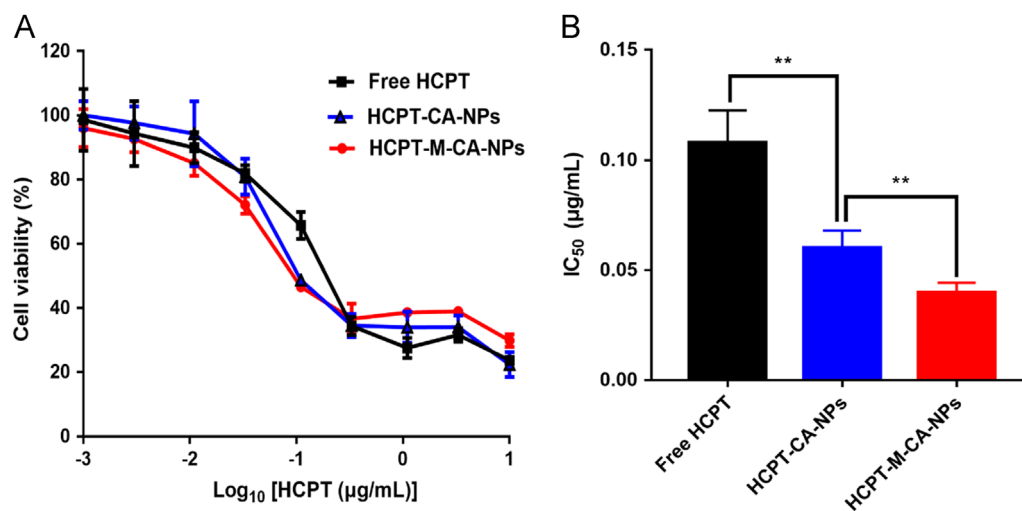 A
120
100
80
60
40
20
0
Cell viability (%)
-3
-2
-1
0
1
Log₁₀ [HCPT (μg/mL)]
Free HCPT
HCPT-CA-NPs
HCPT-M-CA-NPs
B
0.15
0.10
0.05
0.00
IC₅₀ (μg/mL)
**
**
Free HCPT
HCPT-CA-NPs
HCPT-M-CA-NPs